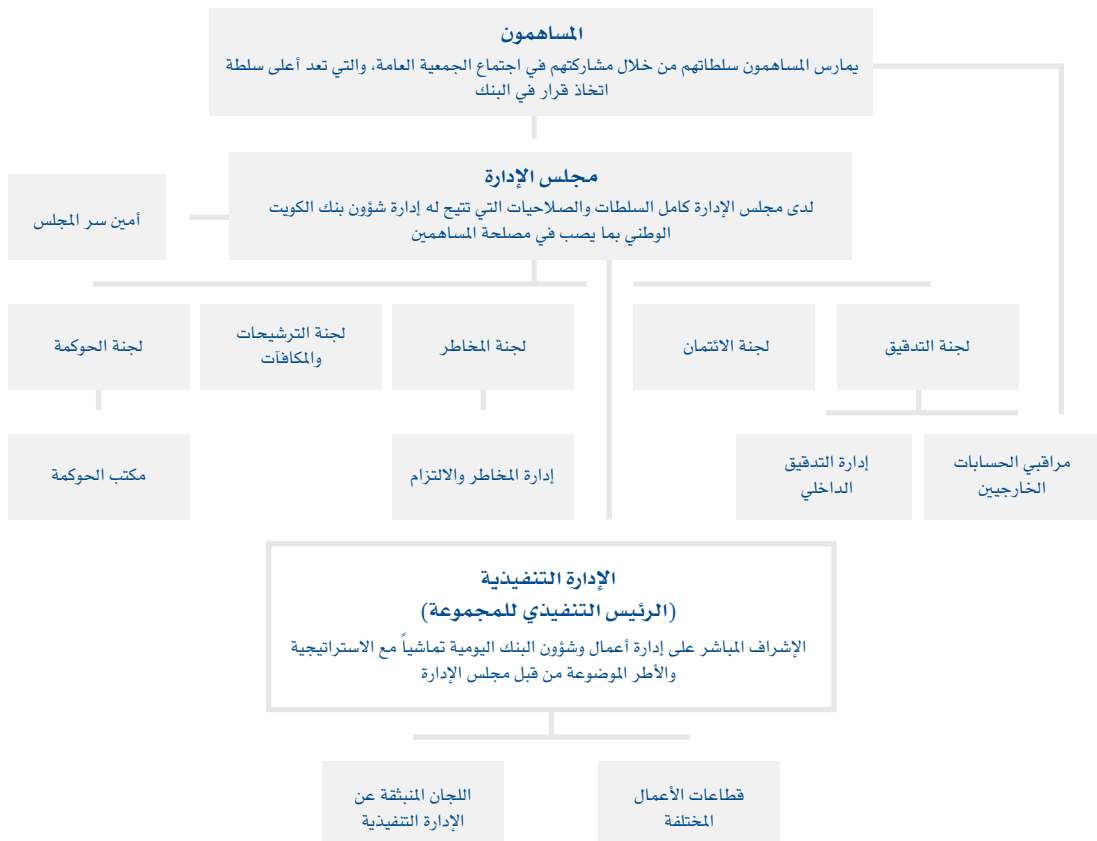 المساهمون
يمارس المساهمون سلطاتهم من خلال مشاركتهم في اجتماع الجمعية العامة، والتي تعد أعلى سلطة
اتخاذ قرار في البنك
مجلس الإدارة
لدى مجلس الإدارة كامل السلطات والصلاحيات التي تتيح له إدارة شؤون بنك الكويت
الوطني بما يصب في مصلحة المساهمين
أمين سر المجلس
لجنة التدقيق
لجنة الائتمان
لجنة المخاطر
لجنة الترشيحات
والمكافآت
لجنة الحوكمة
مراقبي الحسابات
الخارجيين
إدارة التدقيق
الداخلي
إدارة المخاطر والالتزام
مكتب الحوكمة
الإدارة التنفيذية
(الرئيس التنفيذي للمجموعة)
الإشراف المباشر على إدارة أعمال وشؤون البنك اليومية تماشياً مع الاستراتيجية
والأطر الموضوعة من قبل مجلس الإدارة
قطاعات الأعمال
المختلفة
اللجان المنبثقة عن
الإدارة التنفيذية